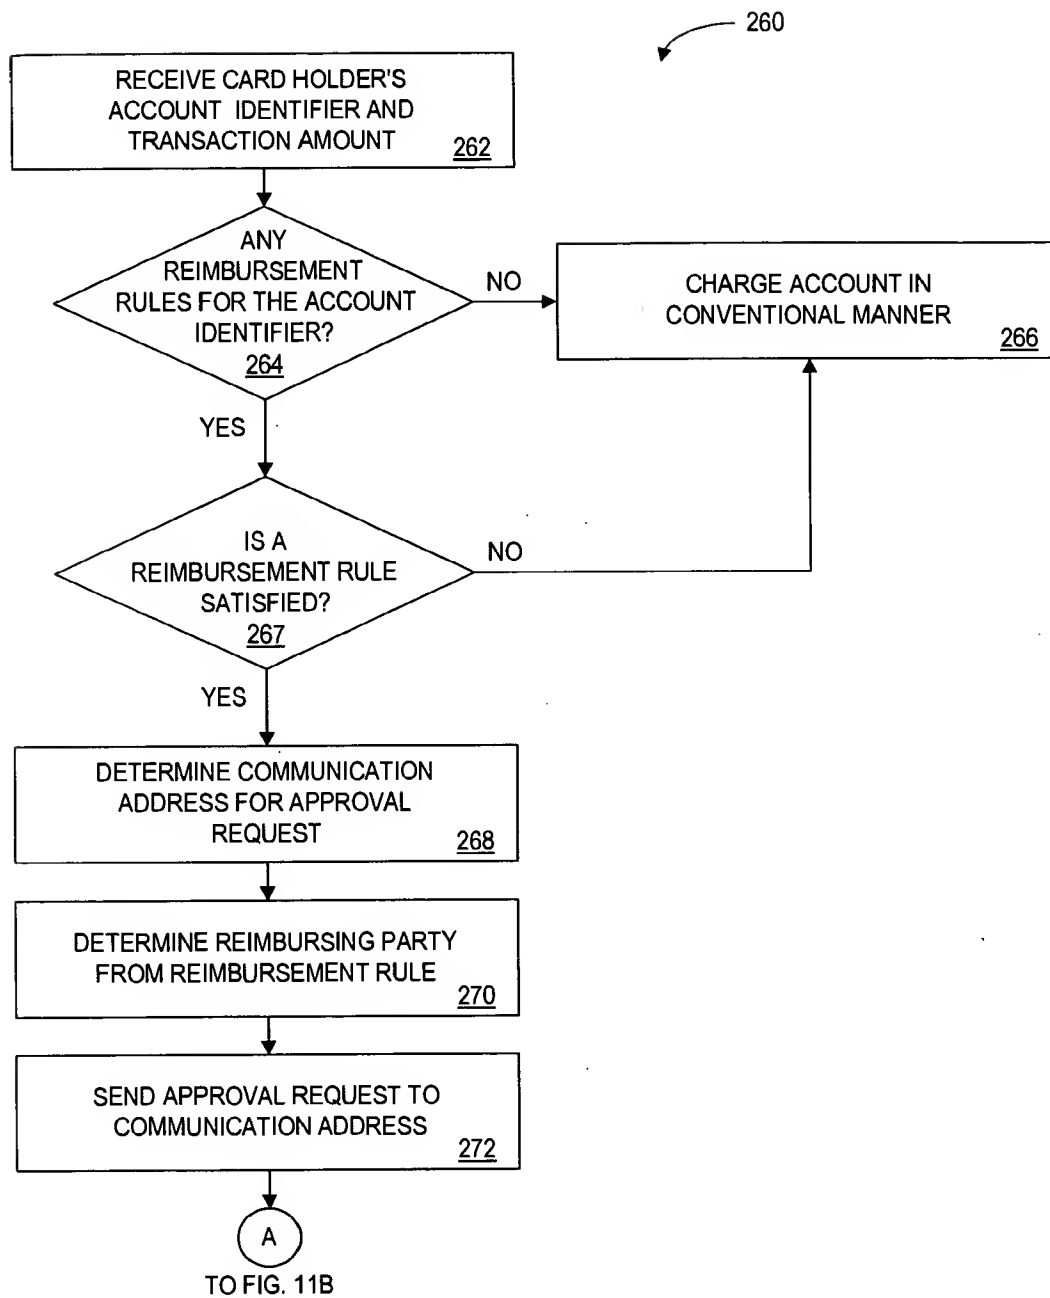 260
RECEIVE CARD HOLDER'S
ACCOUNT IDENTIFIER AND
TRANSACTION AMOUNT
262
ANY
REIMBURSEMENT
RULES FOR THE ACCOUNT
IDENTIFIER?
264
NO
CHARGE ACCOUNT IN
CONVENTIONAL MANNER
266
YES
IS A
REIMBURSEMENT RULE
SATISFIED?
267
NO
YES
DETERMINE COMMUNICATION
ADDRESS FOR APPROVAL
REQUEST
268
DETERMINE REIMBURSING PARTY
FROM REIMBURSEMENT RULE
270
SEND APPROVAL REQUEST TO
COMMUNICATION ADDRESS
272
A
TO FIG. 11B